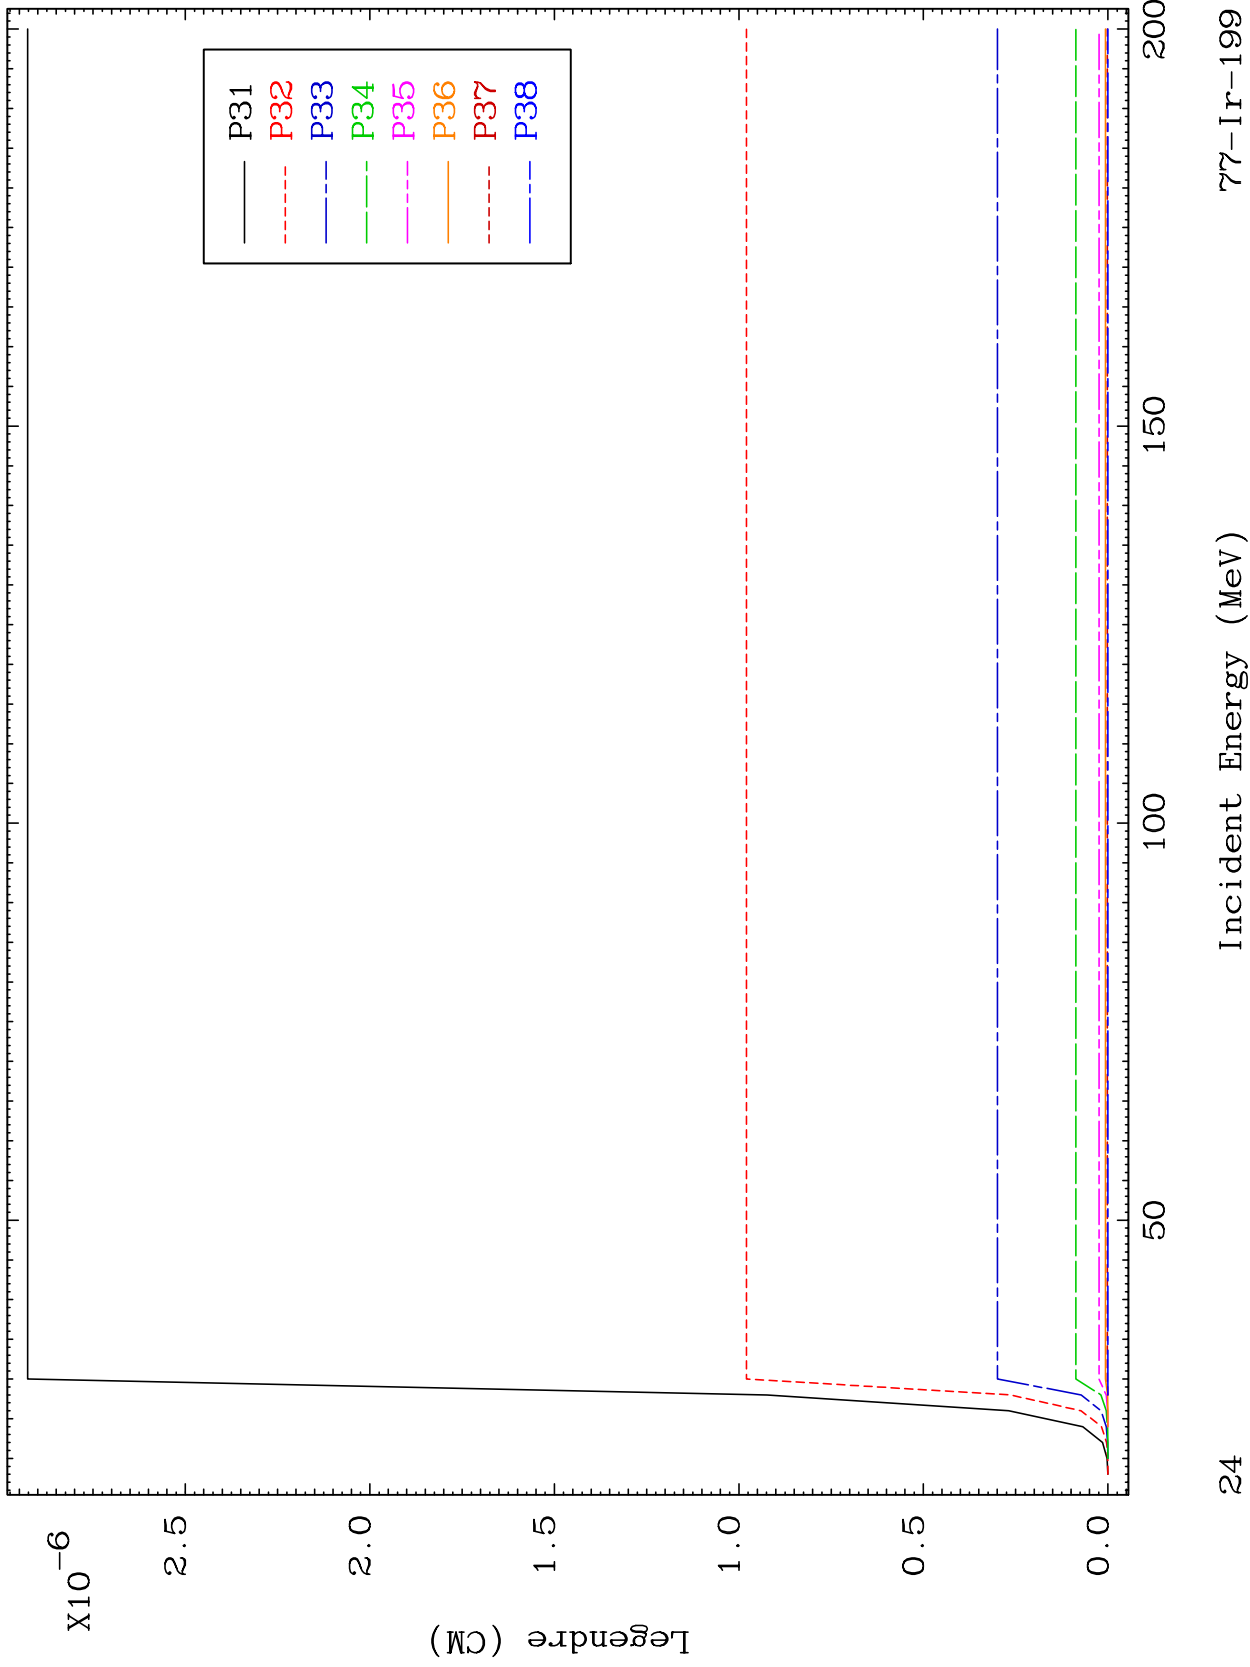 X10-6
2.5
2.0
1.5
1.0
0.5
0.0
Legendre (CM)
P31
P32
P33
P34
P35
P36
P37
P38
50
100
150
200
24
Incident Energy (MeV)
77-Ir-199